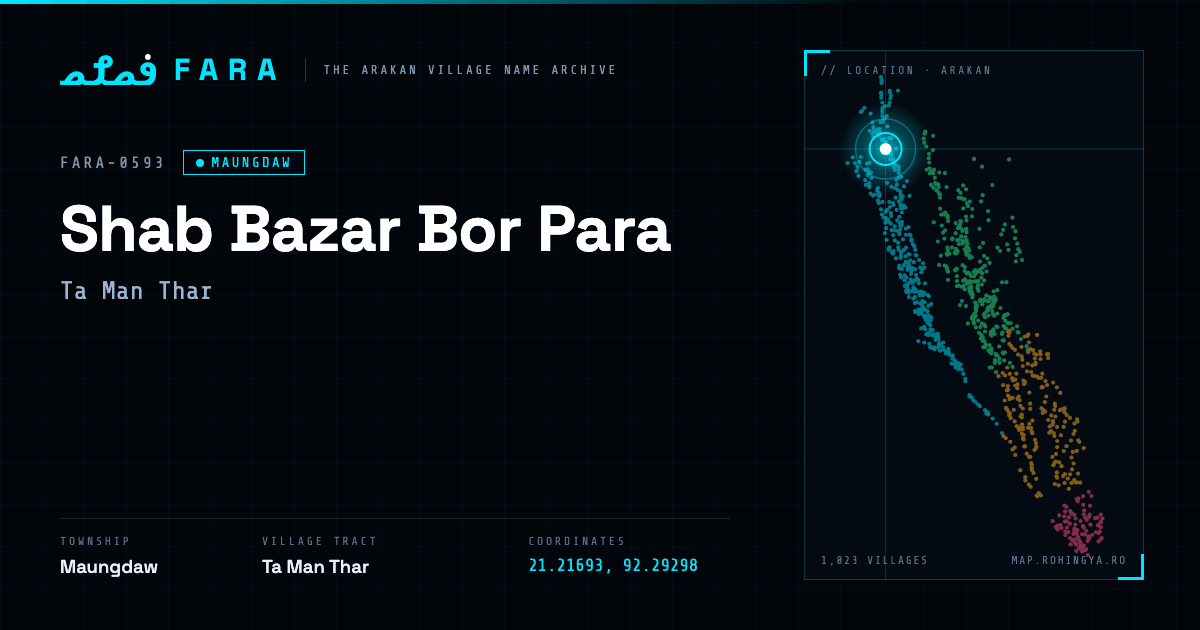 FARA
THE ARAKAN VILLAGE NAME ARCHIVE
FARA-0593
MAUNGDAW
Shab Bazar Bor Para
Ta Man Thar
TOWNSHIP
Maungdaw
VILLAGE TRACT
Ta Man Thar
COORDINATES
21.21693, 92.29298
// LOCATION · ARAKAN
1,023 VILLAGES
MAP.ROHINGYA.RO